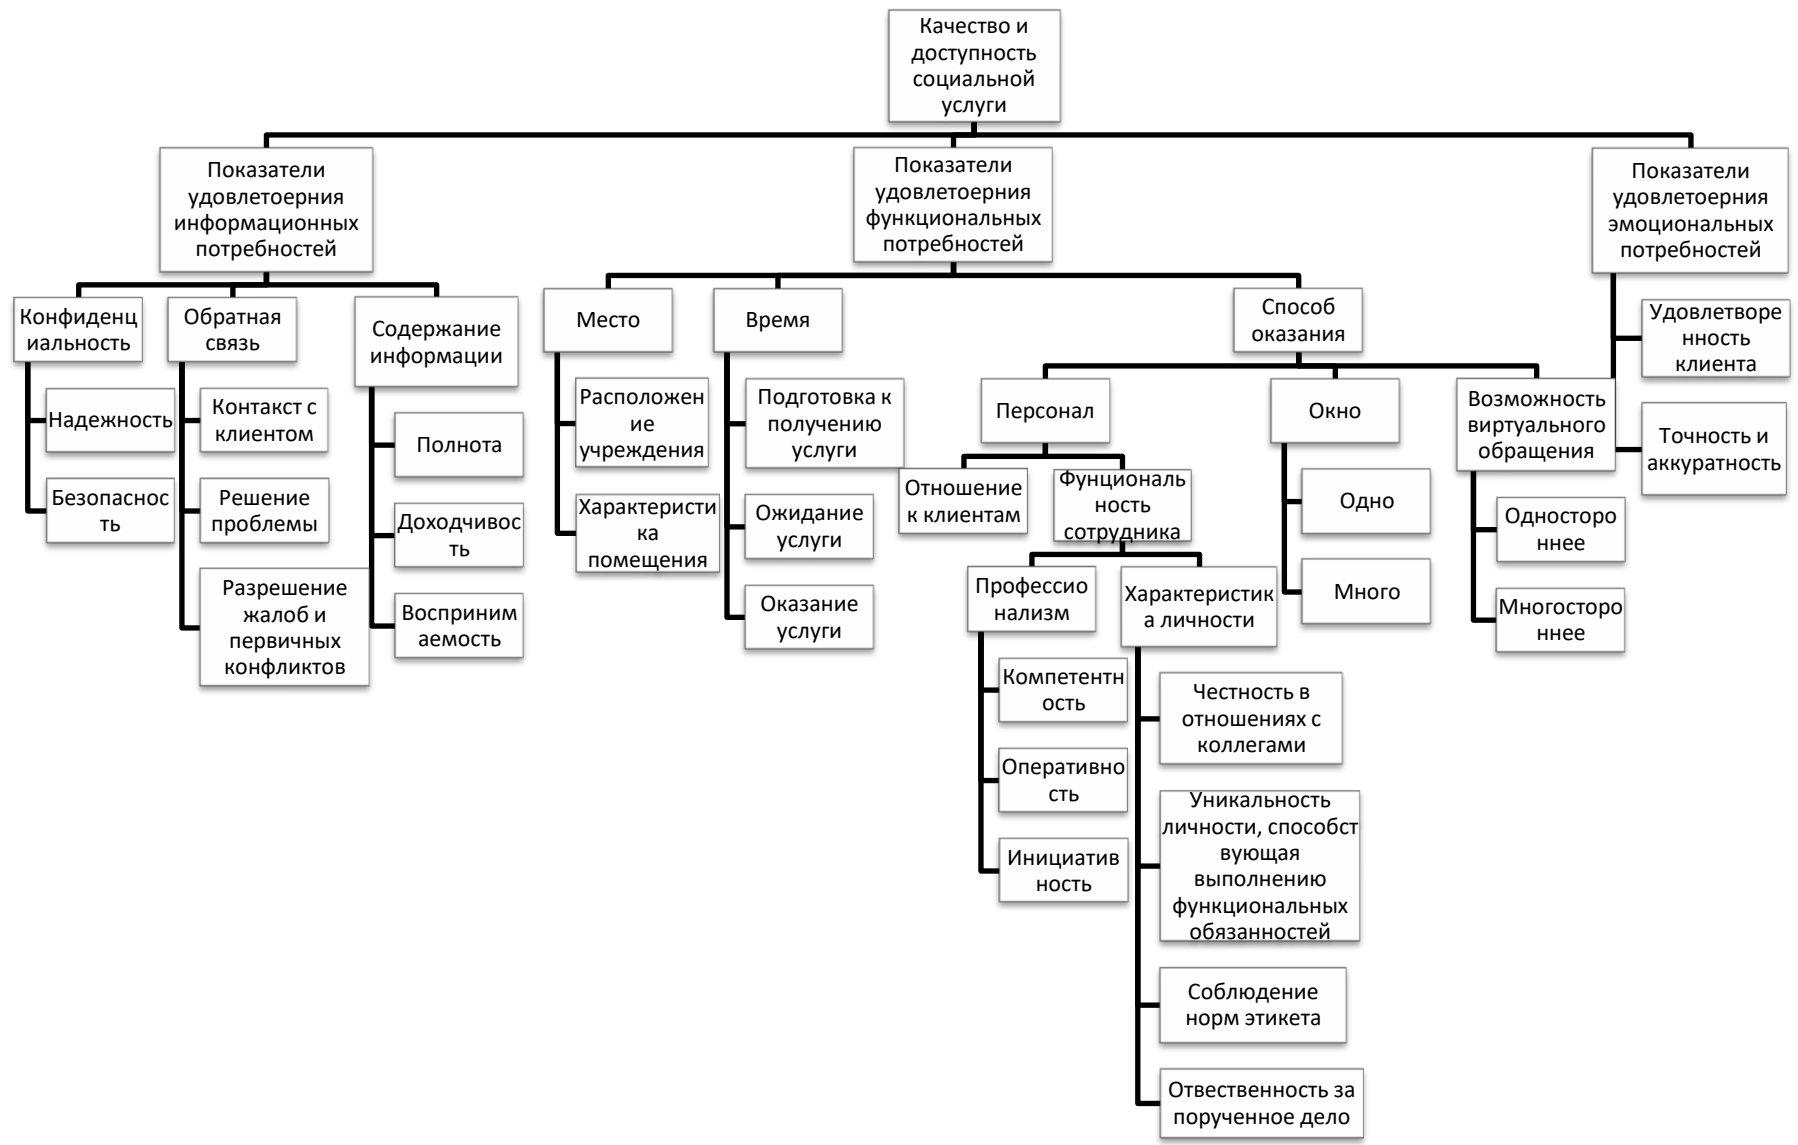 Качество и
доступность
социальной
услуги
Показатели
удовлетоерния
информационных
потребностей
Показатели
удовлетоерния
функциональных
потребностей
Показатели
удовлетоерния
эмоциональных
потребностей
Конфиденц
иальность
Обратная
связь
Содержание
информации
Место
Время
Способ
оказания
Удовлетворе
нность
клиента
Точность и
аккуратность
Надежность
Безопаснос
ть
Контакст с
клиентом
Решение
проблемы
Разрешение
жалоб и
первичных
конфликтов
Полнота
Доходчивос
ть
Восприним
аемость
Расположен
ие
учреждения
Характеристи
ка
помещения
Подготовка к
получению
услуги
Ожидание
услуги
Оказание
услуги
Персонал
Окно
Возможность
виртуального
обращения
Отношение
к клиентам
Фунциональ
ность
сотрудника
Одно
Много
Односторо
ннее
Многосторо
ннее
Профессио
нализм
Характеристик
а личности
Компетентн
ость
Оперативно
сть
Инициатив
ность
Честность в
отношениях с
коллегами
Уникальность
личности, способст
вующая
выполнению
функциональных
обязанностей
Соблюдение
норм этикета
Отвественность за
порученное дело